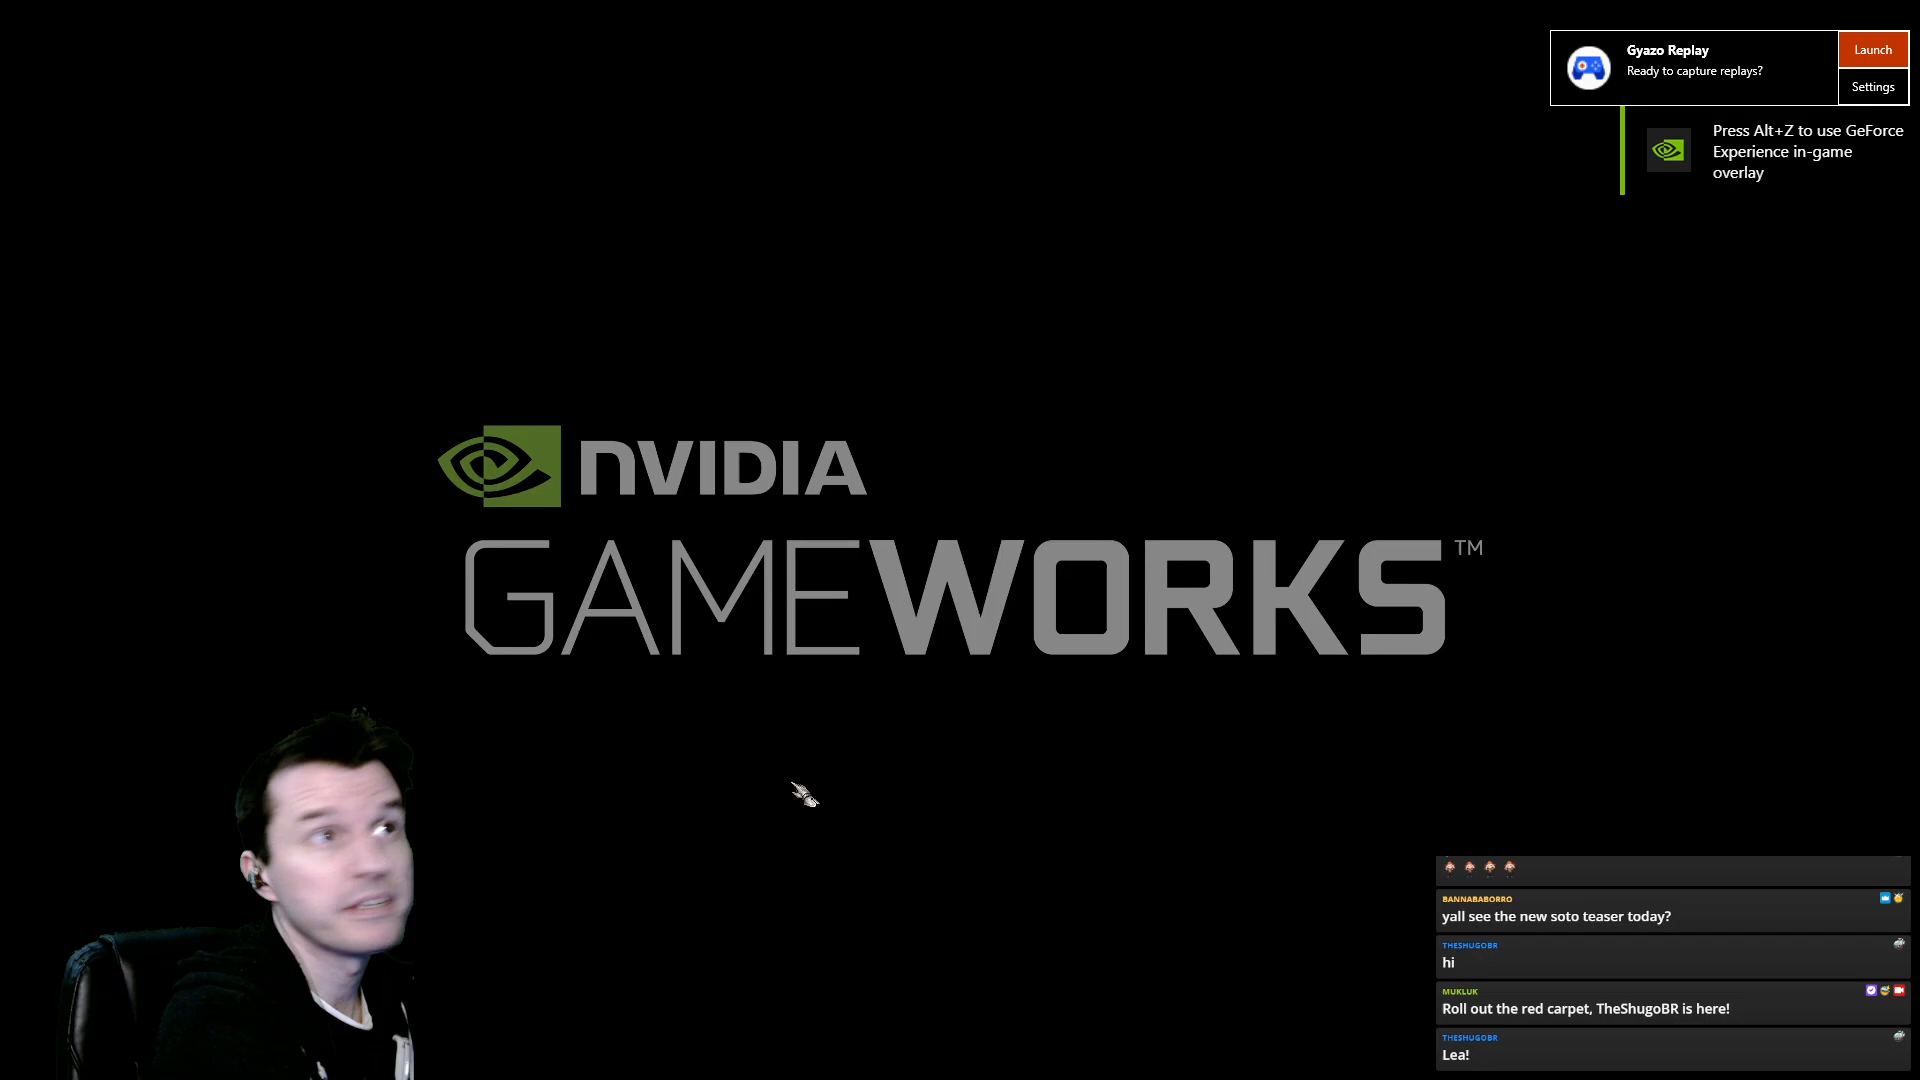 Gyazo Replay
Ready to capture replays?
Launch
Settings
Press Alt+Z to use GeForce
Experience in-game
overlay
NVIDIA
GAMEWORKS™
BANNABABORRO
yall see the new soto teaser today?
THESHUGOBR
hi
MUKLUK
Roll out the red carpet, TheShugoBR is here!
THESHUGOBR
Lea!